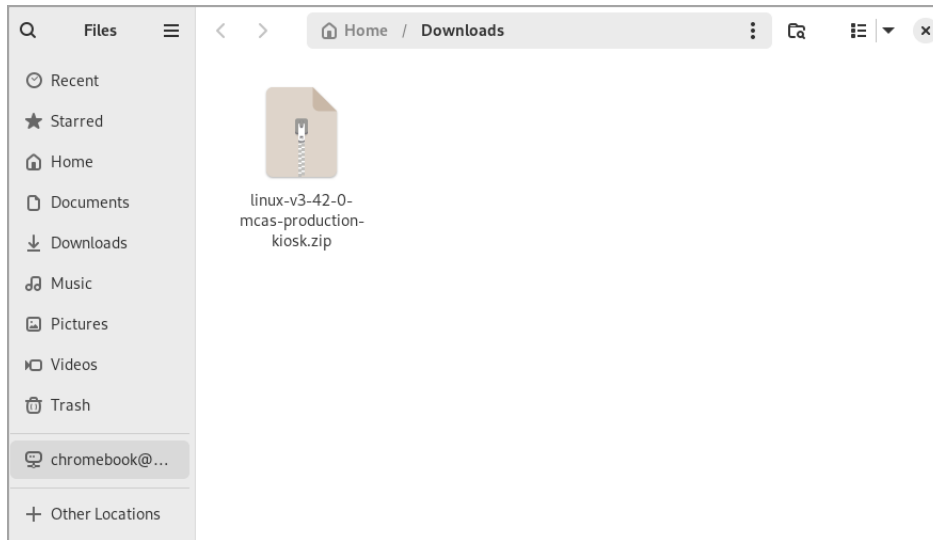 Files
Home / Downloads
Recent
Starred
Home
Documents
Downloads
Music
Pictures
Videos
Trash
chromebook@...
Other Locations
linux-v3-42-0-
mcas-production-
kiosk.zip